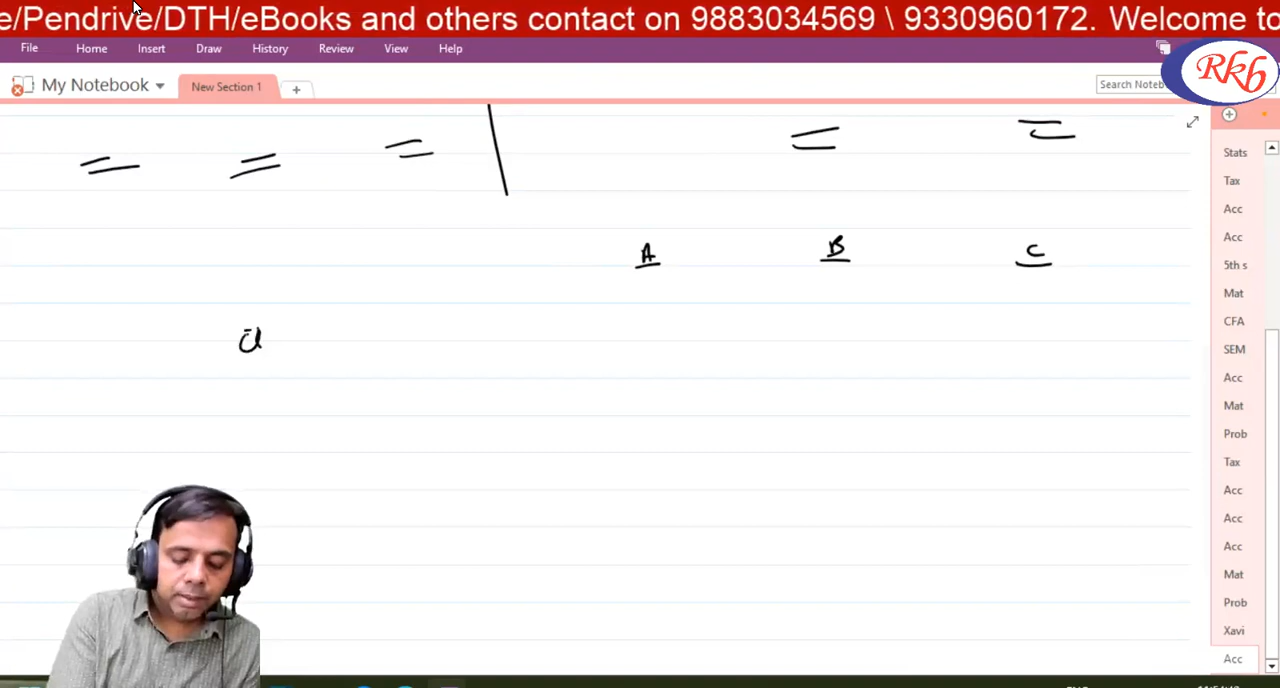 e/Pendrive/DTH/eBooks and others contact on 9883034569 \ 9330960172. Welcome to
File Home Insert Draw History Review View Help
Rkb
My Notebook New Section 1 +
Search Noteb
A B C
Stats
Tax
Acc
Acc
5th s
Mat
CFA
SEM
Acc
Mat
Prob
Tax
Acc
Acc
Acc
Mat
Prob
Xavi
Acc